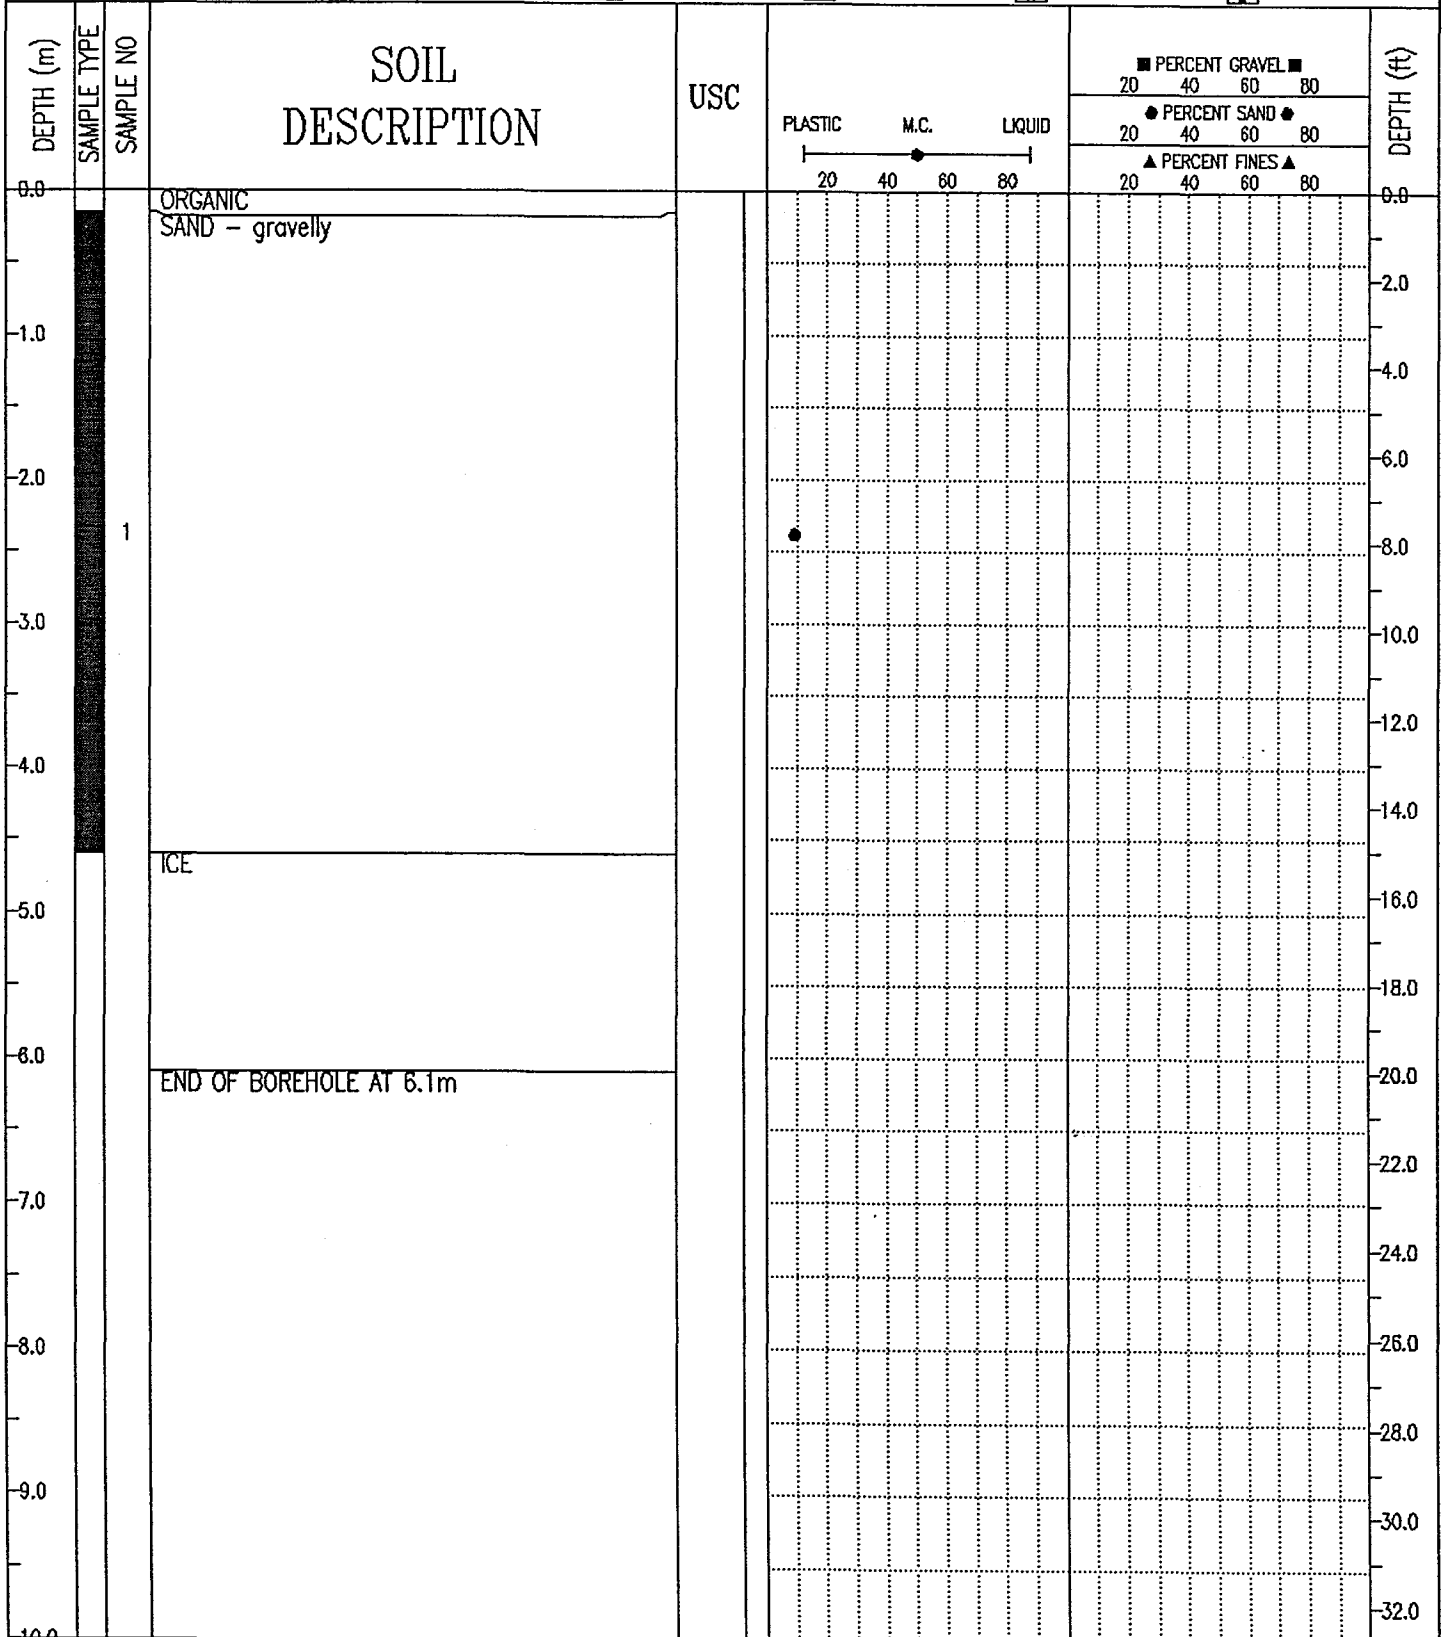 DEPTH (m)
SAMPLE TYPE
SAMPLE NO
SOIL
DESCRIPTION
USC
PLASTIC M.C. LIQUID
20 40 60 80
■ PERCENT GRAVEL ■
20 40 60 80
● PERCENT SAND ●
20 40 60 80
▲ PERCENT FINES ▲
20 40 60 80
DEPTH (ft)
0.0
ORGANIC
0.0
SAND - gravelly
2.0
1.0
4.0
6.0
2.0
1
8.0
3.0
10.0
12.0
4.0
14.0
ICE
16.0
5.0
18.0
6.0
20.0
END OF BOREHOLE AT 6.1m
22.0
7.0
24.0
8.0
26.0
28.0
9.0
30.0
32.0
10.0